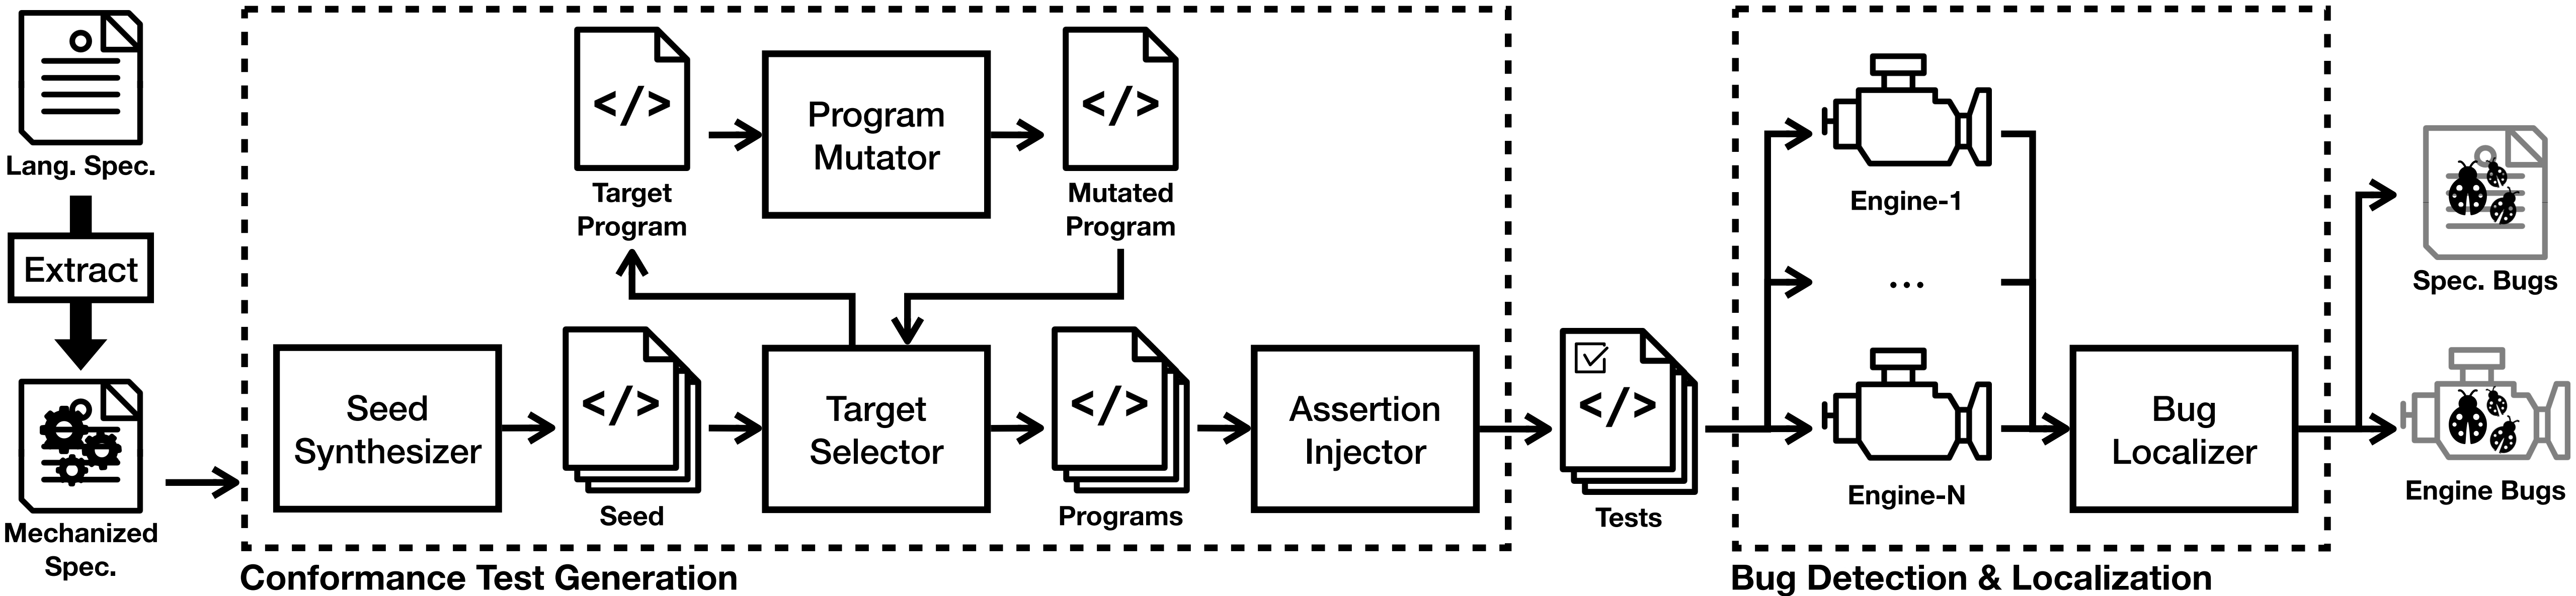 Lang. Spec.
Extract
Mechanized
Spec.
</>
Target
Program
Program
Mutator
</>
Mutated
Program
Seed
Synthesizer
</>
Seed
Target
Selector
</>
Programs
Assertion
Injector
Conformance Test Generation
</>
Tests
Engine-1
...
Engine-N
Bug
Localizer
Bug Detection & Localization
Spec. Bugs
Engine Bugs